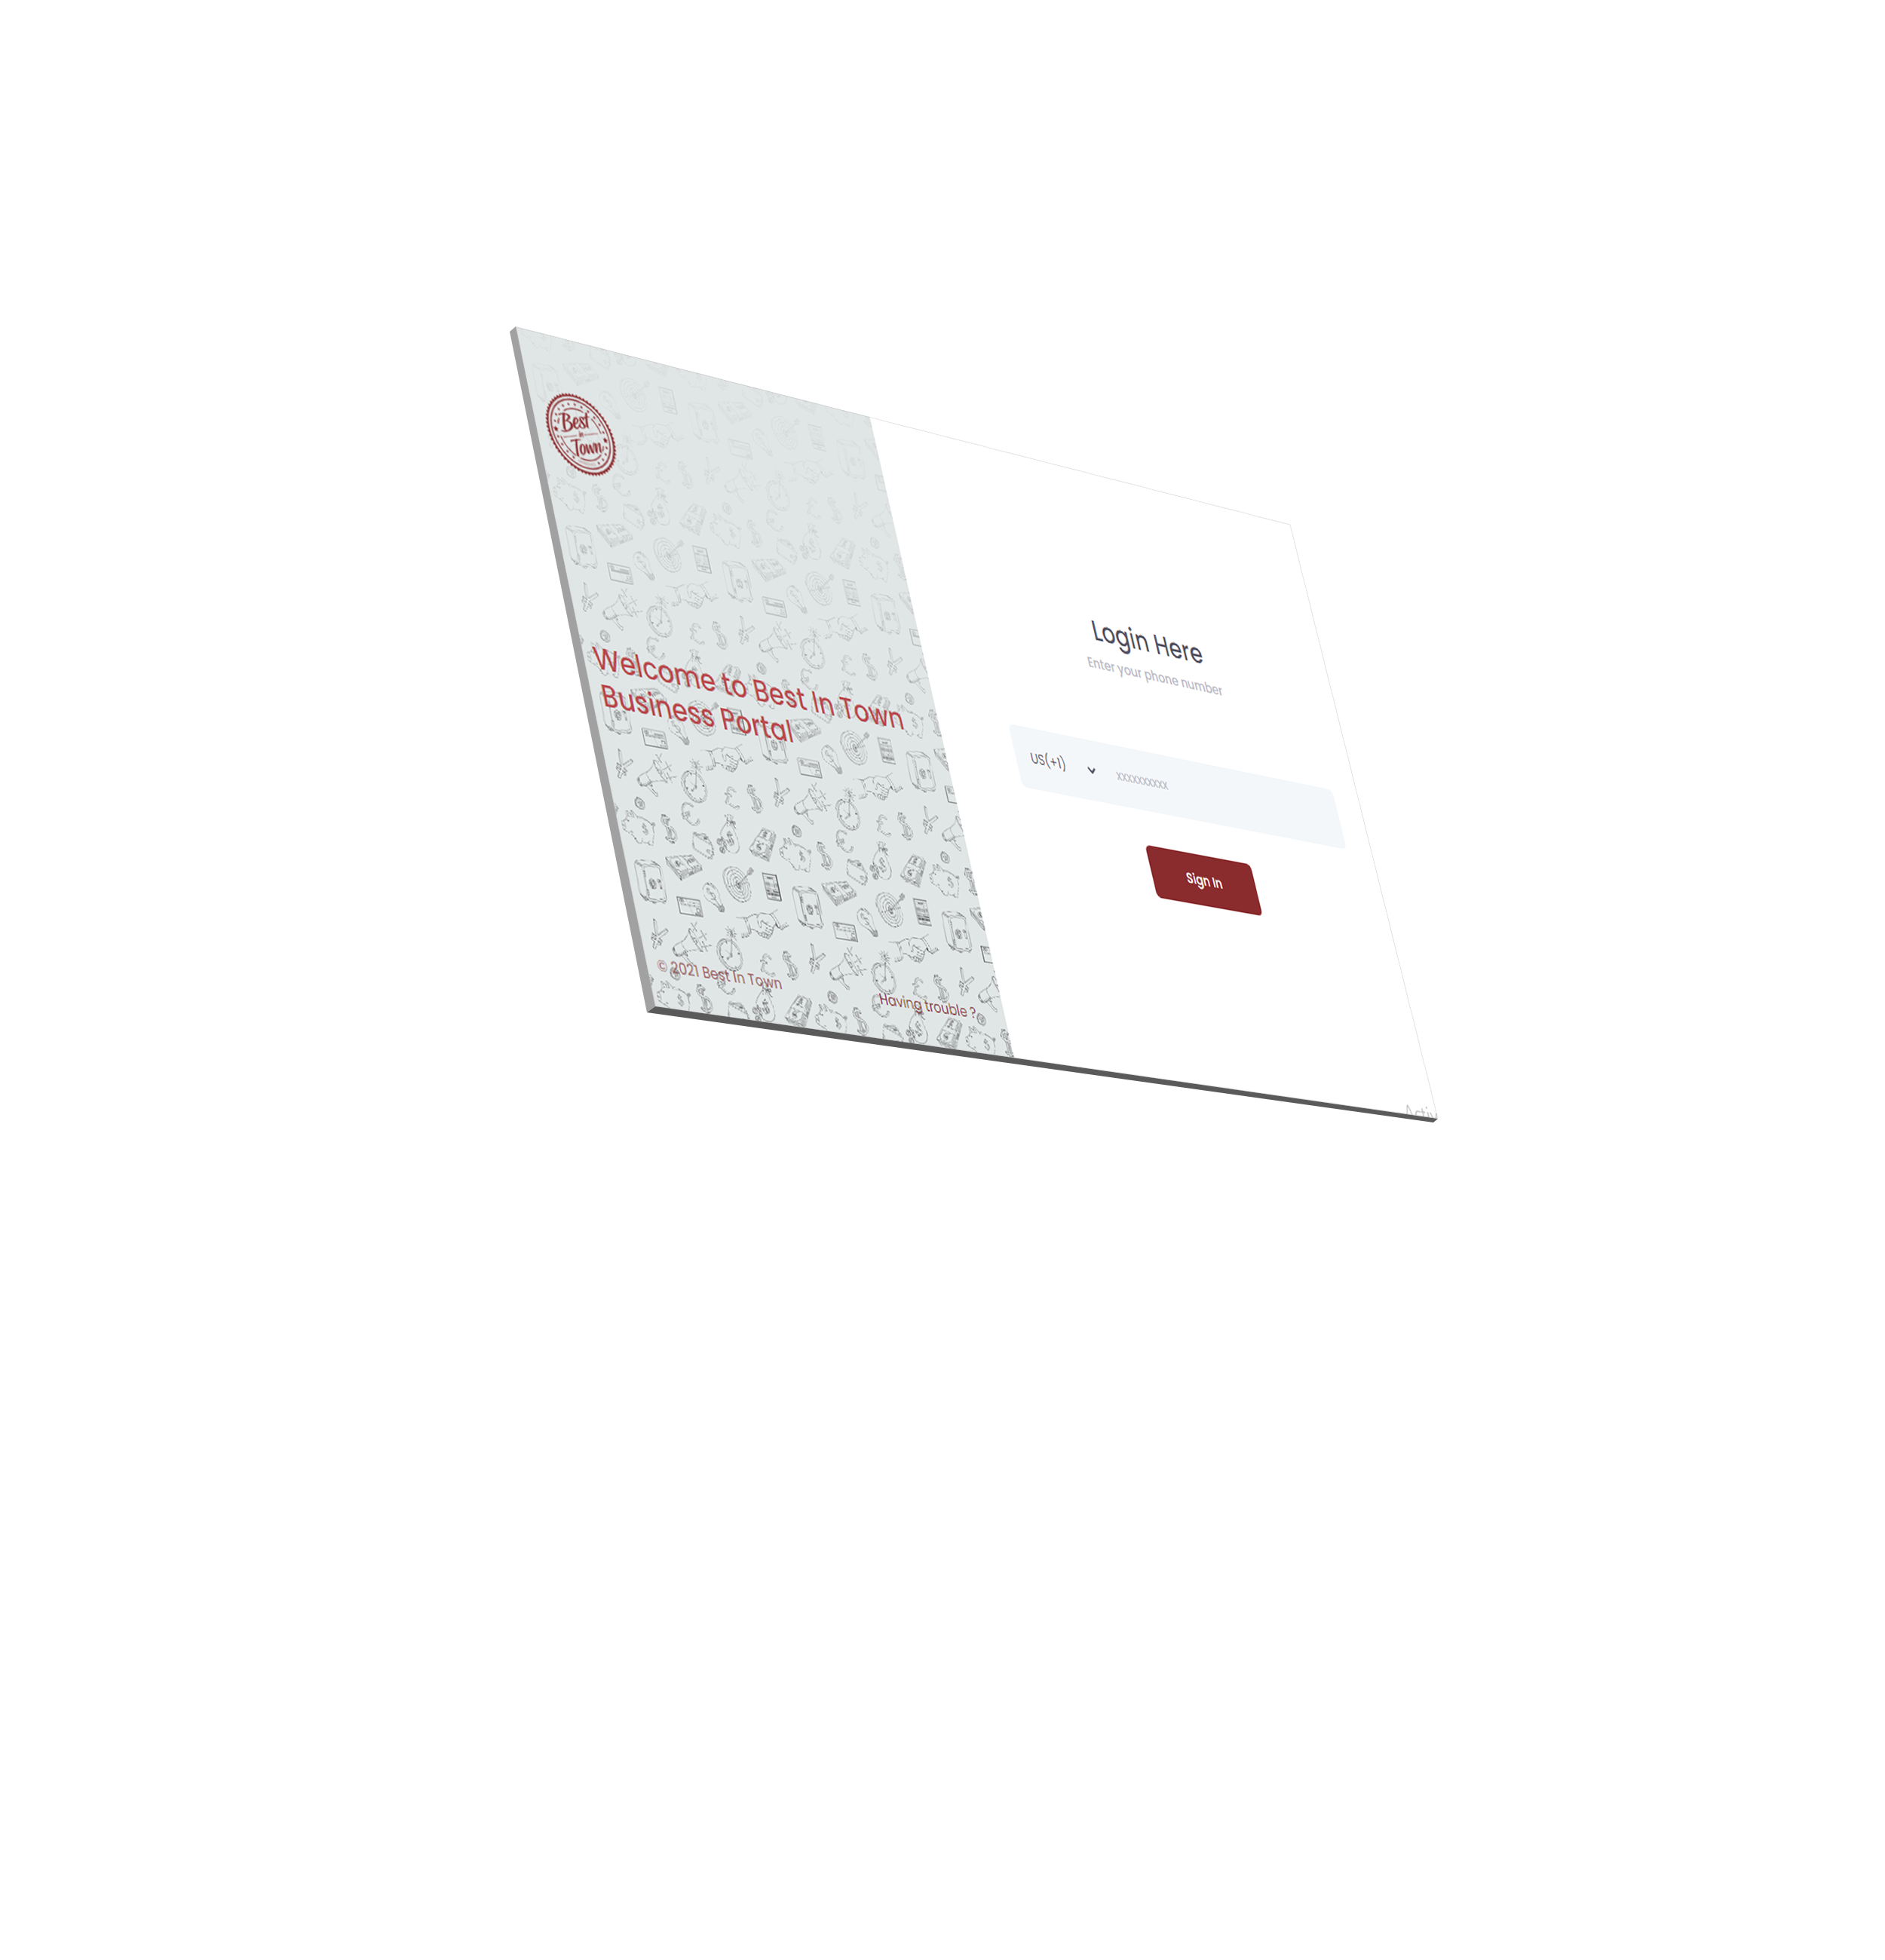 Best
in
Town
Welcome to Best In Town
Business Portal
© 2021 Best In Town
Having trouble ?
Login Here
Enter your phone number
US(+1)
xxxxxxxxxx
Sign In
Activ